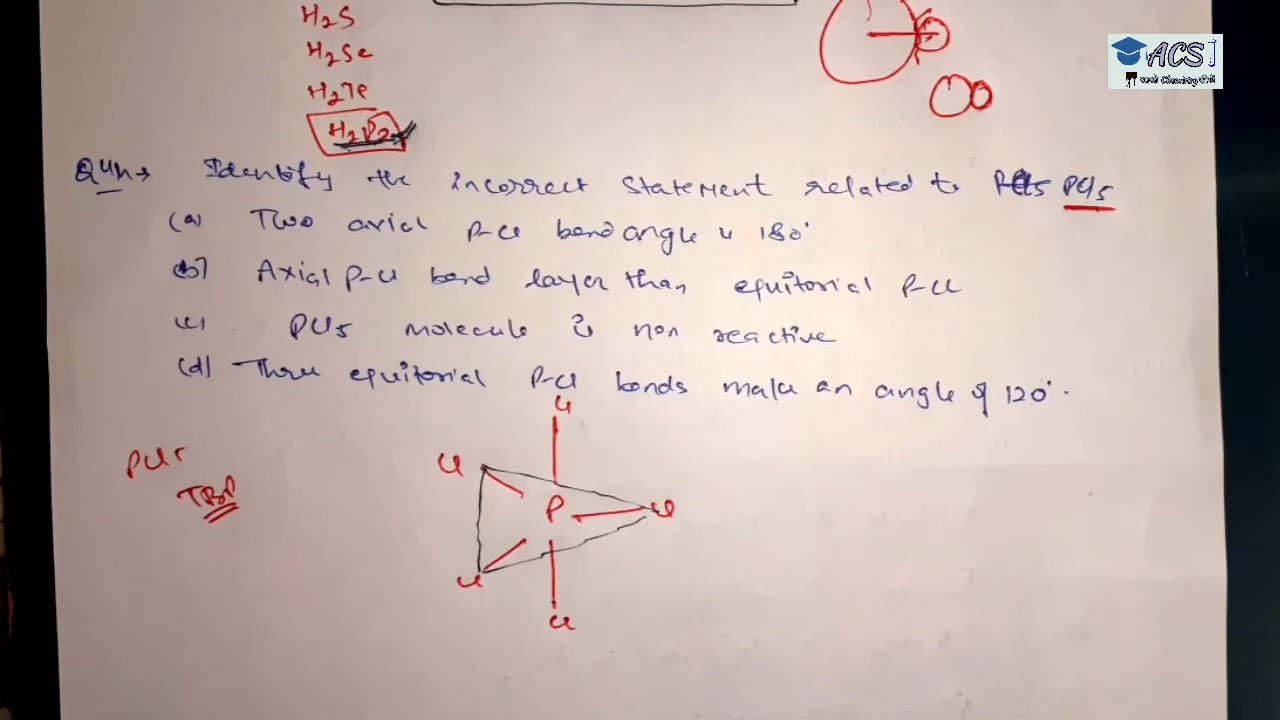 H2S
H2Se
H2Te
ACS
Q4n→ Identify the incorrect statement related to PCl5
(a) Two axial P-Cl bond angle is 180°
(b) Axial P-Cl bond layer than equitorial P-Cl
(c) PCl5 molecule is non reactive
(d) Three equitorial P-Cl bonds make an angle of 120°.
Cl
PCl5
TBP
Cl
P
Cl
Cl
Cl